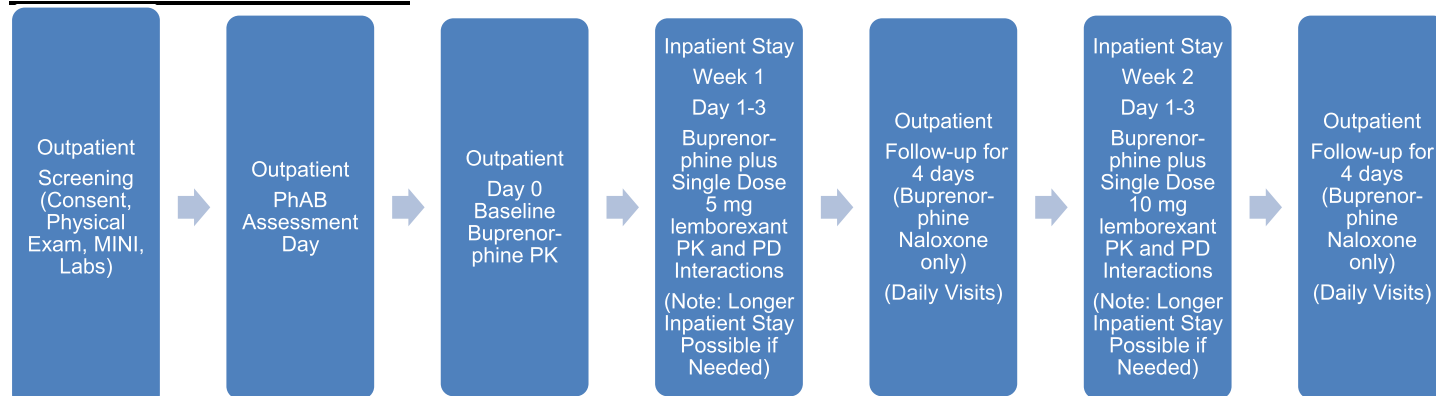 Outpatient
Screening
(Consent,
Physical
Exam, MINI,
Labs)
Outpatient
PhAB
Assessment
Day
Outpatient
Day 0
Baseline
Buprenor-
phine PK
Inpatient Stay
Week 1
Day 1-3
Buprenor-
phine plus
Single Dose
5 mg
lemborexant
PK and PD
Interactions
(Note: Longer
Inpatient Stay
Possible if
Needed)
Outpatient
Follow-up for
4 days
(Buprenor-
phine
Naloxone
only)
(Daily Visits)
Inpatient Stay
Week 2
Day 1-3
Buprenor-
phine plus
Single Dose
10 mg
lemborexant
PK and PD
Interactions
(Note: Longer
Inpatient Stay
Possible if
Needed)
Outpatient
Follow-up for
4 days
(Buprenor-
phine
Naloxone
only)
(Daily Visits)